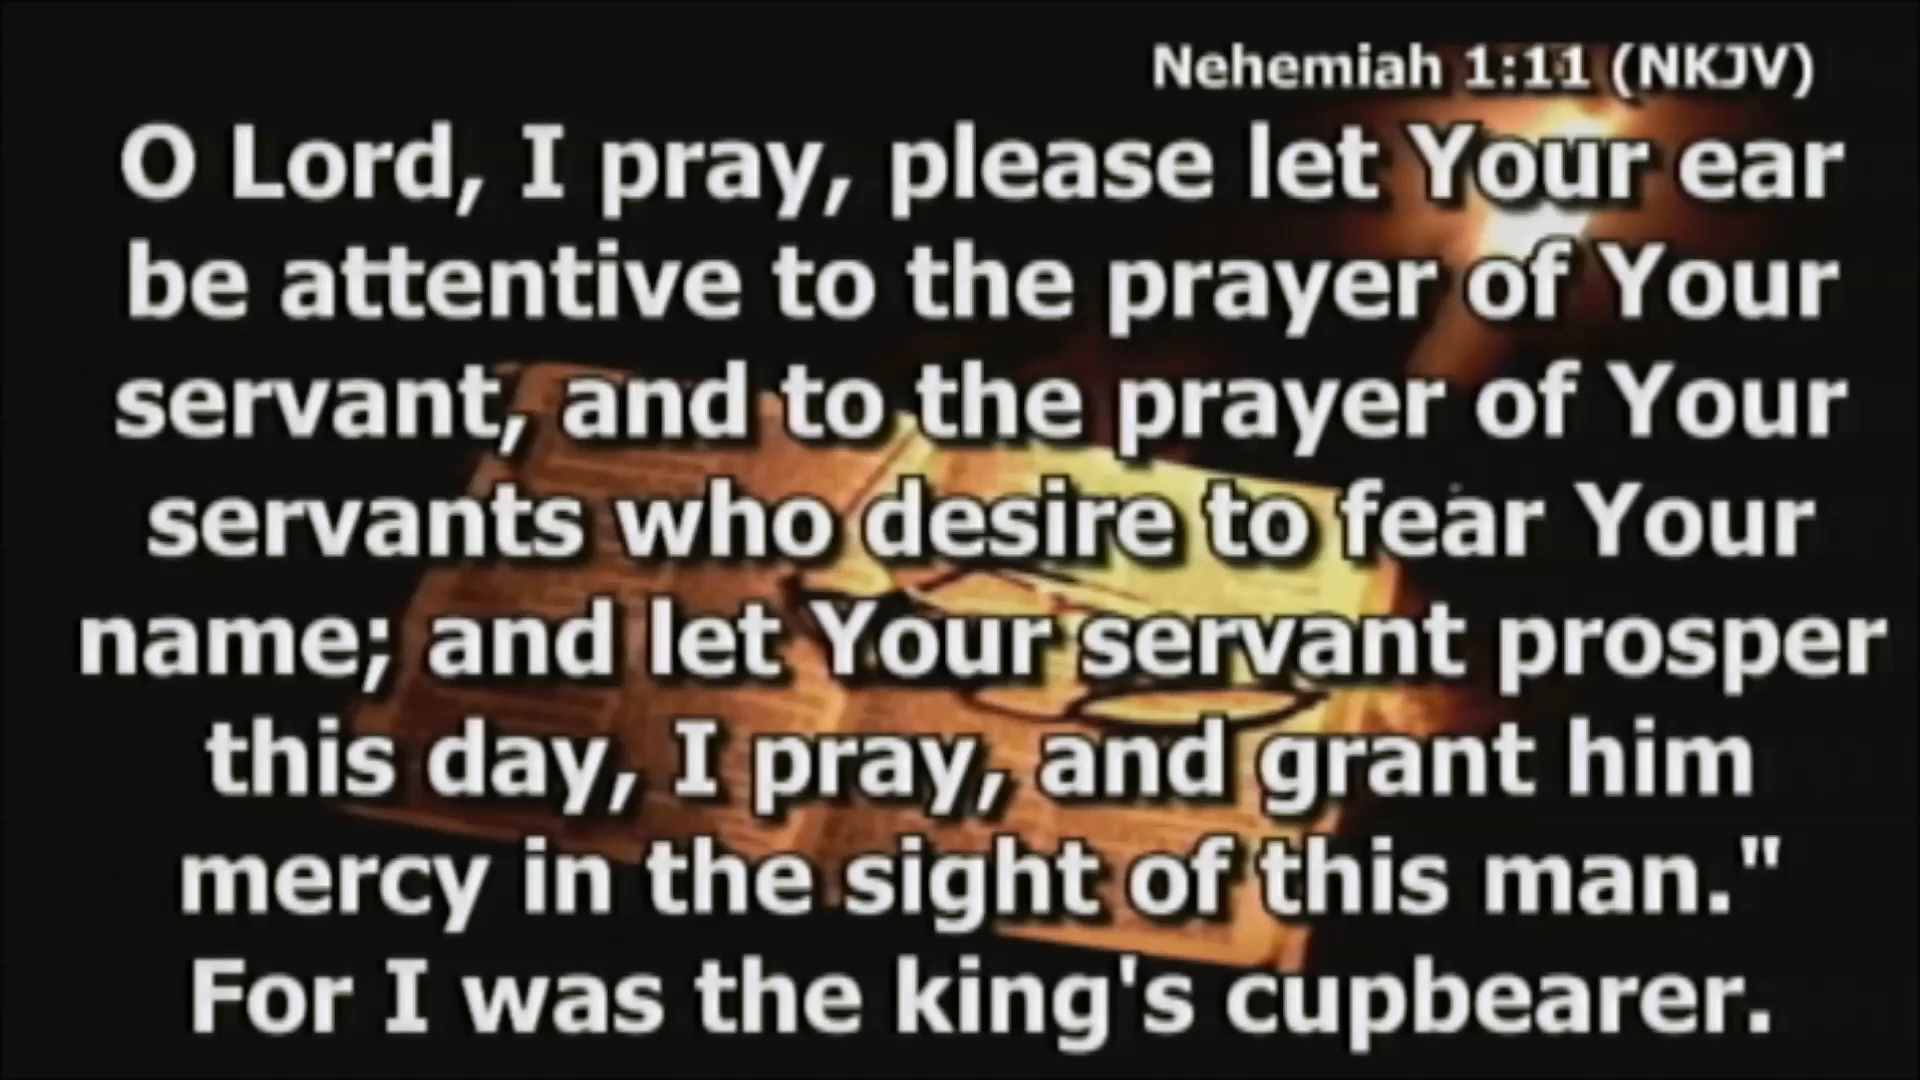 Nehemiah 1:11 (NKJV)
O Lord, I pray, please let Your ear
be attentive to the prayer of Your
servant, and to the prayer of Your
servants who desire to fear Your
name; and let Your servant prosper
this day, I pray, and grant him
mercy in the sight of this man."
For I was the king's cupbearer.